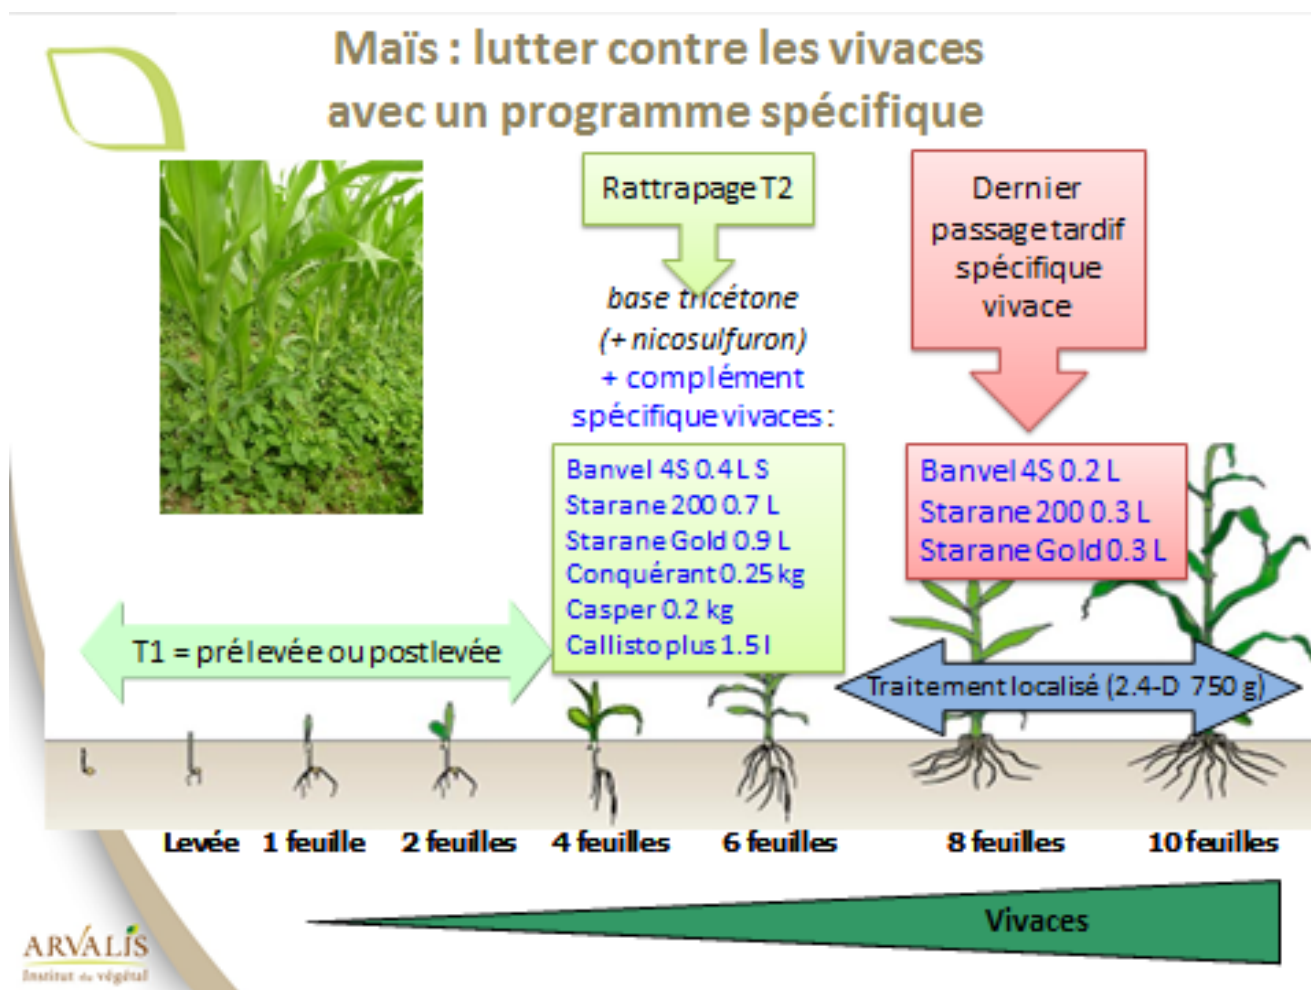 Maïs : lutter contre les vivaces
avec un programme spécifique
Rattrapage T2
base tricétone
(+ nicosulfuron)
+ complément
spécifique vivaces :
Banvel 4S 0.4 L S
Starane 200 0.7 L
Starane Gold 0.9 L
Conquérant 0.25 kg
Casper 0.2 kg
Callisto plus 1.5 l
Dernier
passage tardif
spécifique
vivace
Banvel 4S 0.2 L
Starane 200 0.3 L
Starane Gold 0.3 L
T1 = prélevée ou postlevée
Traitement localisé (2.4-D 750 g)
Levée 1 feuille 2 feuilles 4 feuilles 6 feuilles 8 feuilles 10 feuilles
Vivaces
ARVALIS
Institut du végétal